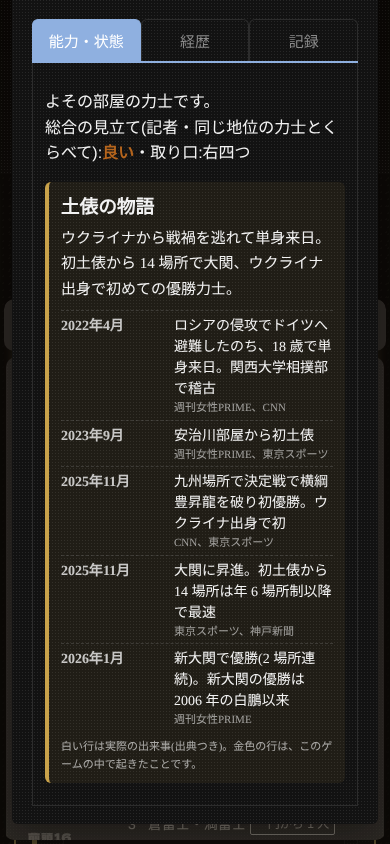 能力・状態
経歴
記録
よその部屋の力士です。
総合の見立て(記者・同じ地位の力士とく
らべて):良い・取り口:右四つ
土俵の物語
ウクライナから戦禍を逃れて単身来日。
初土俵から 14 場所で大関、ウクライナ
出身で初めての優勝力士。
2022年4月
ロシアの侵攻でドイツへ
避難したのち、18 歳で単
身来日。関西大学相撲部
で稽古
週刊女性PRIME、CNN
2023年9月
安治川部屋から初土俵
週刊女性PRIME、東京スポーツ
2025年11月
九州場所で決定戦で横綱
豊昇龍を破り初優勝。ウ
クライナ出身で初
CNN、東京スポーツ
2025年11月
大関に昇進。初土俵から
14 場所は年 6 場所制以降
で最速
東京スポーツ、神戸新聞
2026年1月
新大関で優勝(2 場所連
続)。新大関の優勝は
2006 年の白鵬以来
週刊女性PRIME
白い行は実際の出来事(出典つき)。金色の行は、このゲ
ームの中で起きたことです。